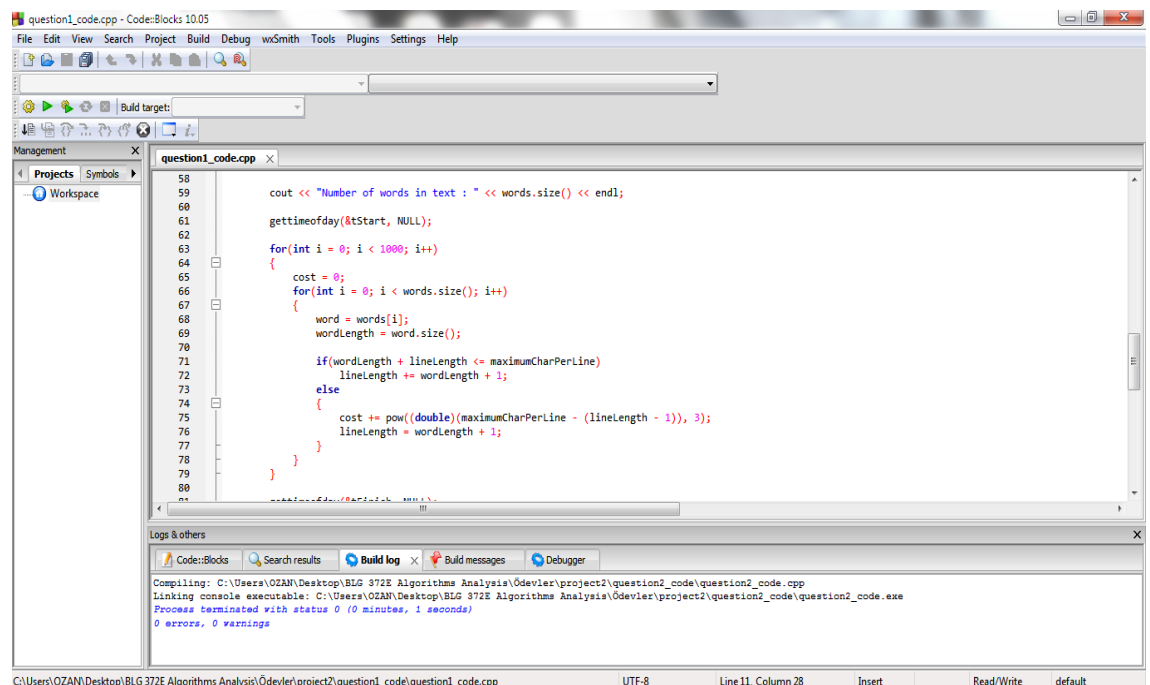 question1_code.cpp - Code::Blocks 10.05
File Edit View Search Project Build Debug wxSmith Tools Plugins Settings Help
Build target:
Management X
Projects Symbols
Workspace
question1_code.cpp X
58
59 cout << "Number of words in text : " << words.size() << endl;
60
61 gettimeofday(&tStart, NULL);
62
63 for(int i = 0; i < 1000; i++)
64 {
65 cost = 0;
66 for(int i = 0; i < words.size(); i++)
67 {
68 word = words[i];
69 wordLength = word.size();
70
71 if(wordLength + lineLength <= maximumCharPerLine)
72 lineLength += wordLength + 1;
73 else
74 {
75 cost += pow((double)(maximumCharPerLine - (lineLength - 1)), 3);
76 lineLength = wordLength + 1;
77 }
78 }
79 }
80
81 gettimeofday(&tFinish, NULL);
Logs & others X
Code::Blocks Search results Build log X Build messages Debugger
Compiling: C:\Users\OZAN\Desktop\BLG 372E Algorithms Analysis\Ödevler\project2\question2_code\question2_code.cpp
Linking console executable: C:\Users\OZAN\Desktop\BLG 372E Algorithms Analysis\Ödevler\project2\question2_code\question2_code.exe
Process terminated with status 0 (0 minutes, 1 seconds)
0 errors, 0 warnings
C:\Users\OZAN\Desktop\BLG 372E Algorithms Analysis\Ödevler\project2\question1_code\question1_code.cpp UTF-8 Line 11, Column 28 Insert Read/Write default